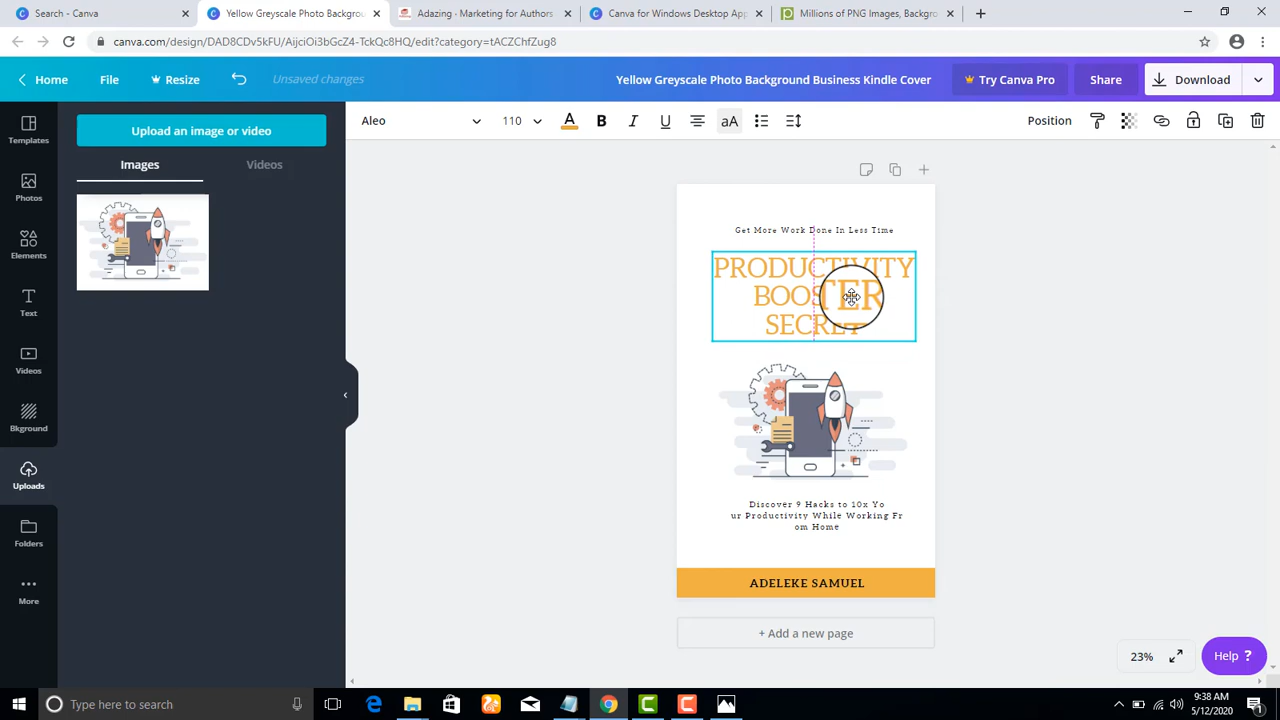 Search - Canva
Yellow Greyscale Photo Backgrou
Adazing - Marketing for Authors
Canva for Windows Desktop App
Millions of PNG Images, Backgro
canva.com/design/DAD8CDv5kFU/AijciOi3bGcZ4-TckQc8HQ/edit?category=tACZChfZug8
Home
File
Resize
Unsaved changes
Yellow Greyscale Photo Background Business Kindle Cover
Try Canva Pro
Share
Download
Upload an image or video
Images
Videos
Templates
Photos
Elements
Text
Videos
Bkground
Uploads
Folders
More
Aleo
110
A
B
I
U
aA
Position
Get More Work Done In Less Time
PRODUCTIVITY
BOOSTER
SECRET
Discover 9 Hacks to 10x Yo
ur Productivity While Working Fr
om Home
ADELEKE SAMUEL
+ Add a new page
23%
Help ?
Type here to search
9:38 AM
5/12/2020